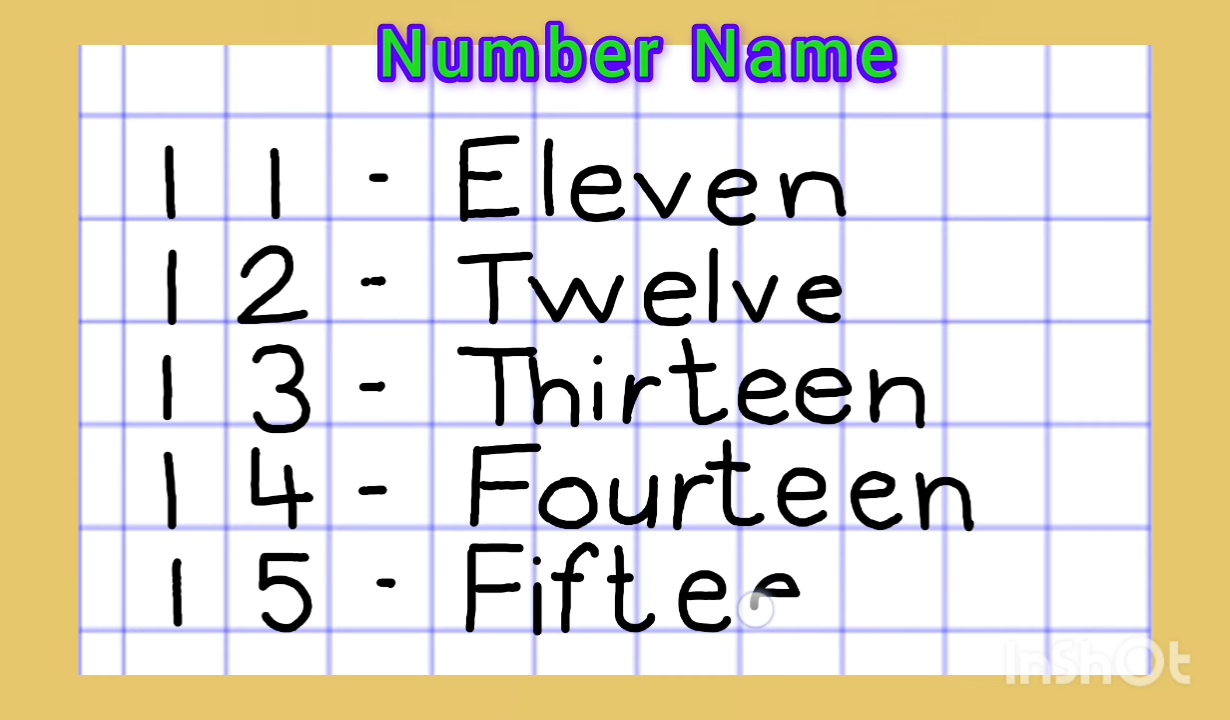 Number Name
11 - Eleven
12 - Twelve
13 - Thirteen
14 - Fourteen
15 - Fiftee
InShOt